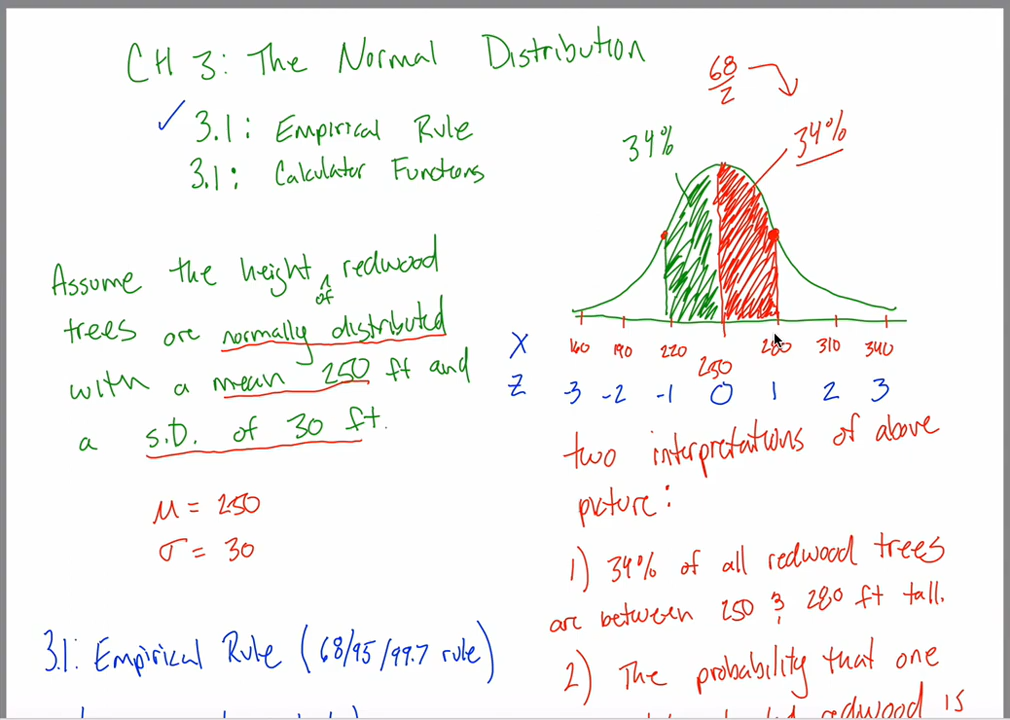 CH 3: The Normal Distribution
✓ 3.1: Empirical Rule
3.1: Calculator Functions
Assume the height of redwood
trees are normally distributed
with a mean 250 ft and
a S.D. of 30 ft.
μ = 250
σ = 30
3.1: Empirical Rule (68/95/99.7 rule)
68/2
34% 34%
X 160 190 220 250 280 310 340
Z -3 -2 -1 0 1 2 3
two interpretations of above
picture:
1) 34% of all redwood trees
are between 250 & 280 ft tall.
2) The probability that one
redwood is